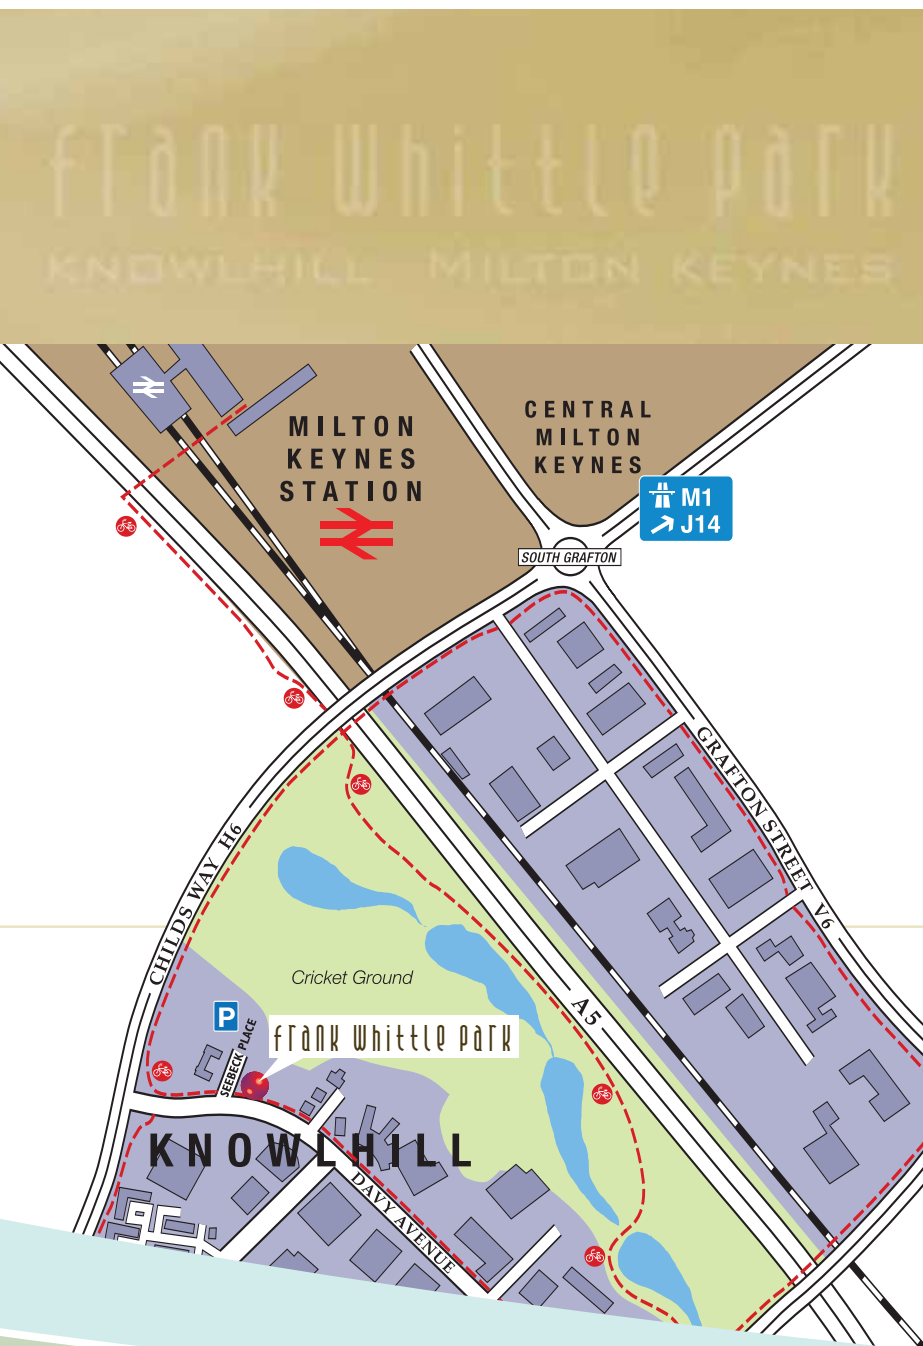 frank whittle park
KNOWLHILL MILTON KEYNES
MILTON
KEYNES
STATION
CENTRAL
MILTON
KEYNES
M1
J14
SOUTH GRAFTON
GRAFTON STREET V6
CHILDS WAY H6
Cricket Ground
A5
P
SEEBECK PLACE
frank whittle park
KNOWLHILL
DAVY AVENUE